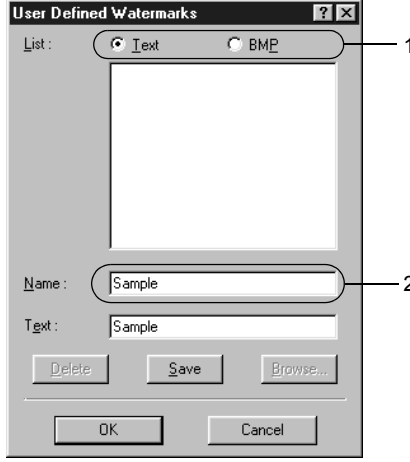 User Defined Watermarks
List : Text BMP 1
Name : Sample 2
Text : Sample
Delete Save Browse...
OK Cancel